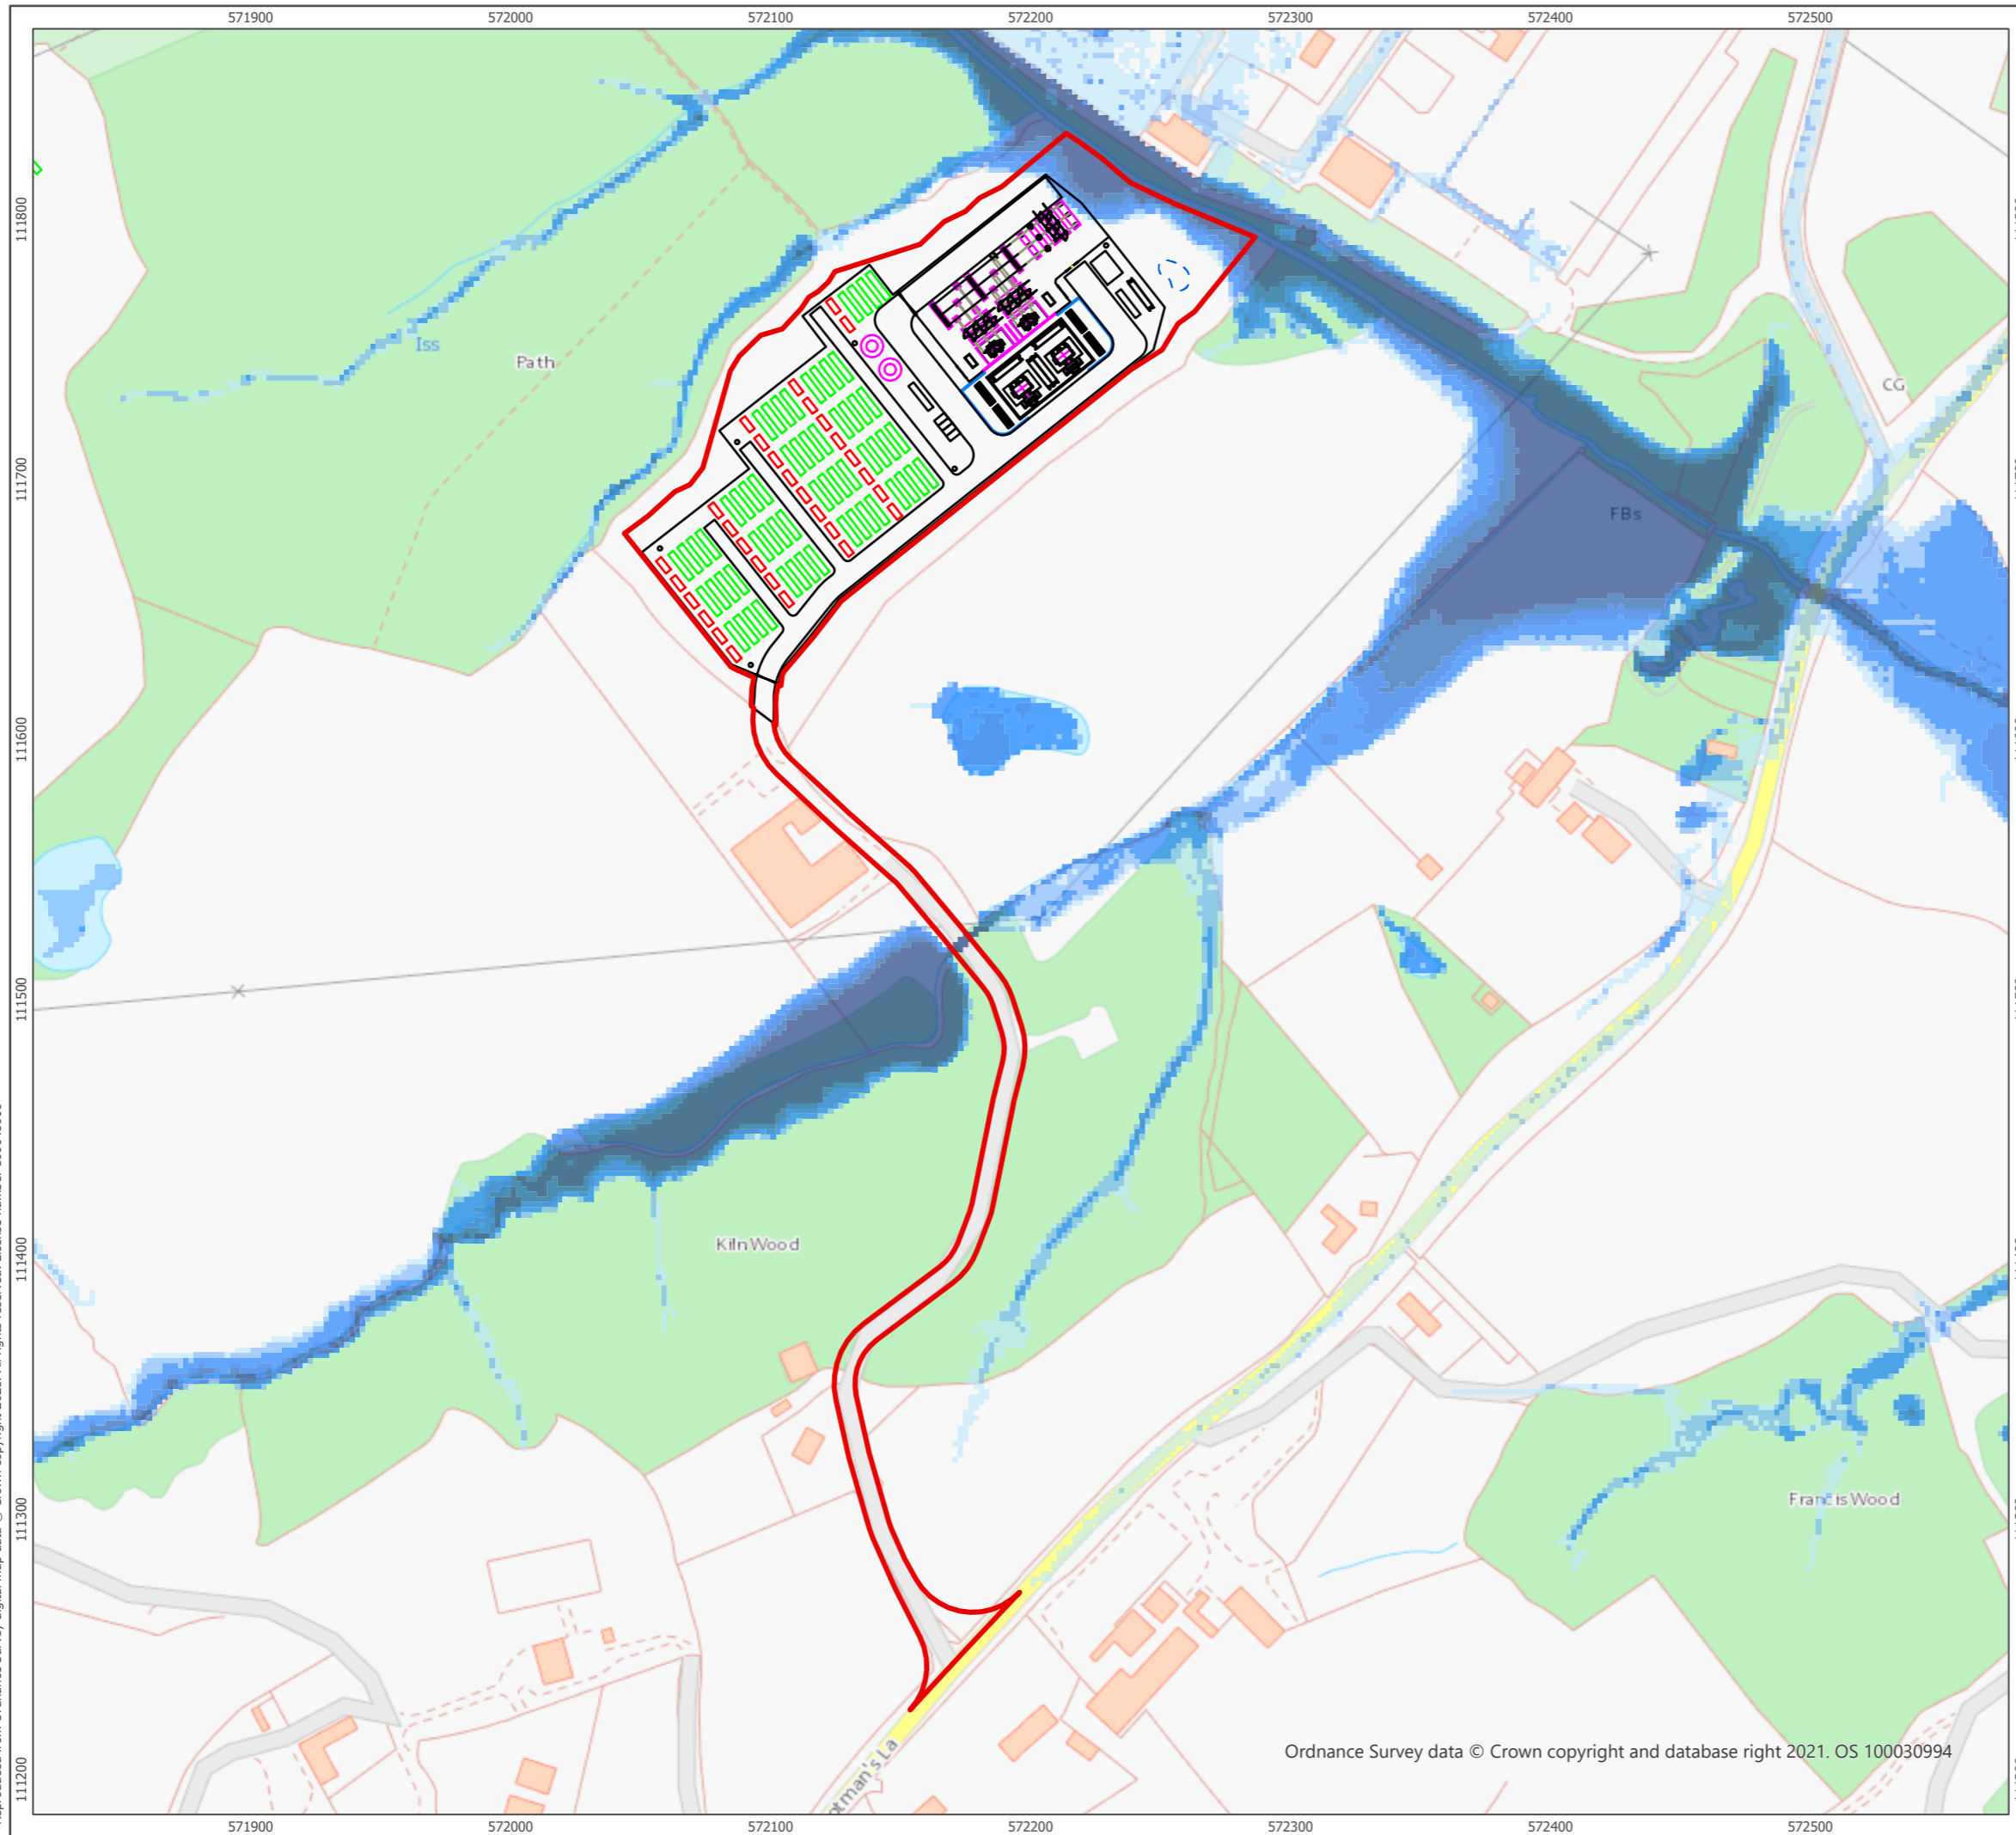 571900 572000 572100 572200 572300 572400 572500
111800
Iss
Path
CG
111700
FBs
111600
111500
Kiln Wood
111400
Francis Wood
111300
Ordnance Survey data © Crown copyright and database right 2021. OS 100030994
otman's La
111200
571900 572000 572100 572200 572300 572400 572500